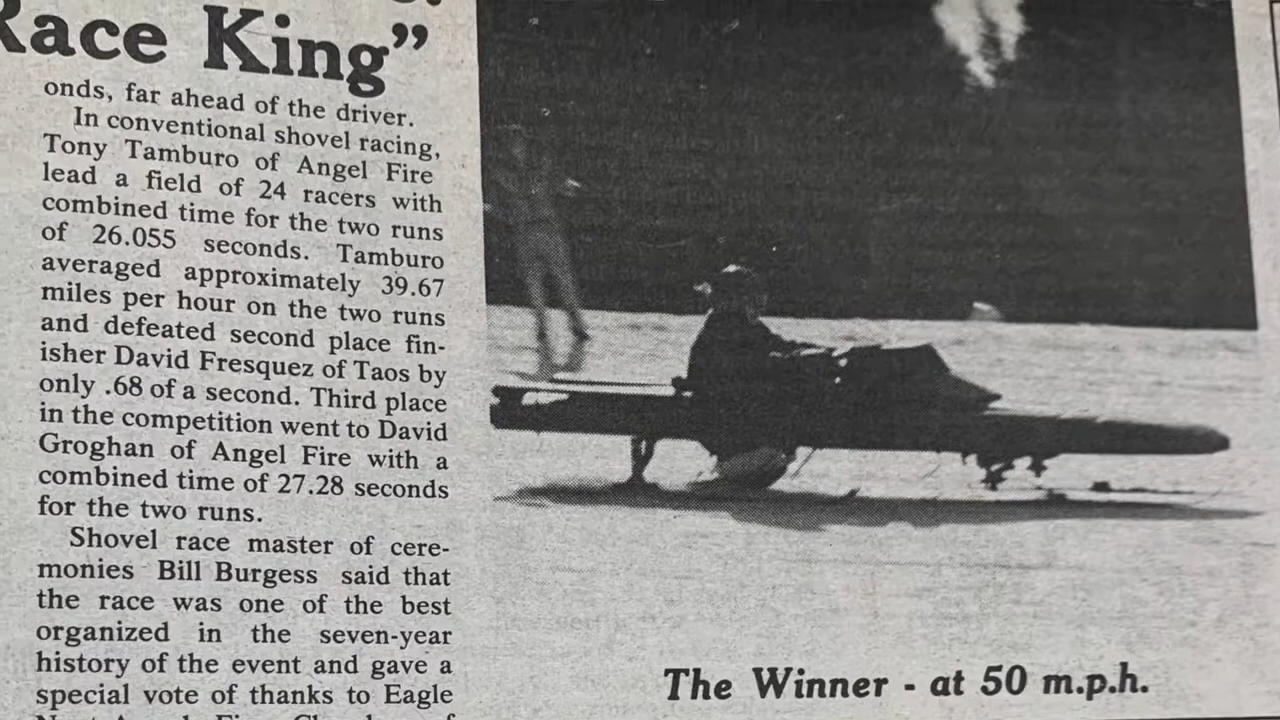 Race King”
onds, far ahead of the driver.
In conventional shovel racing,
Tony Tamburo of Angel Fire
lead a field of 24 racers with
combined time for the two runs
of 26.055 seconds. Tamburo
averaged approximately 39.67
miles per hour on the two runs
and defeated second place fin-
isher David Fresquez of Taos by
only .68 of a second. Third place
in the competition went to David
Groghan of Angel Fire with a
combined time of 27.28 seconds
for the two runs.
Shovel race master of cere-
monies Bill Burgess said that
the race was one of the best
organized in the seven-year
history of the event and gave a
special vote of thanks to Eagle
The Winner - at 50 m.p.h.